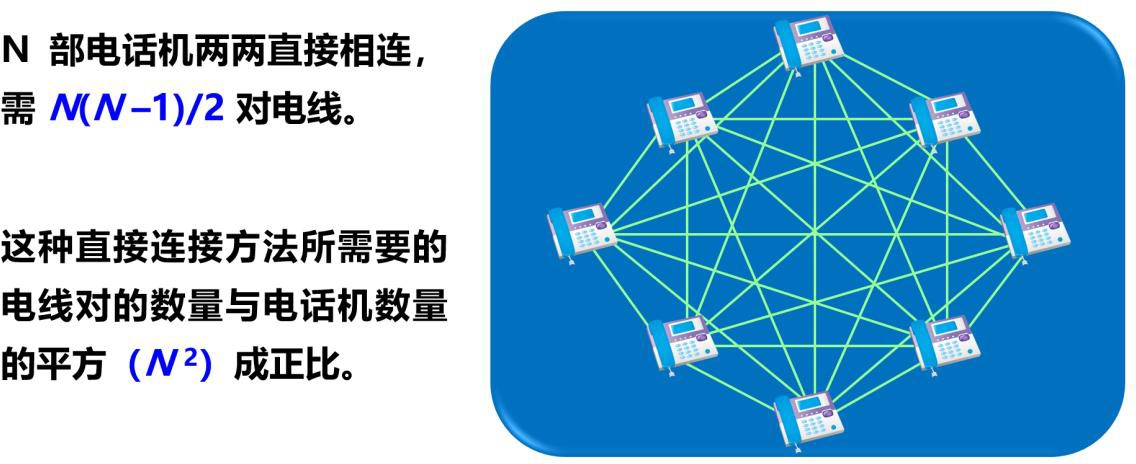 N 部电话机两两直接相连，
需 N(N –1)/2 对电线。
这种直接连接方法所需要的
电线对的数量与电话机数量
的平方（N²）成正比。